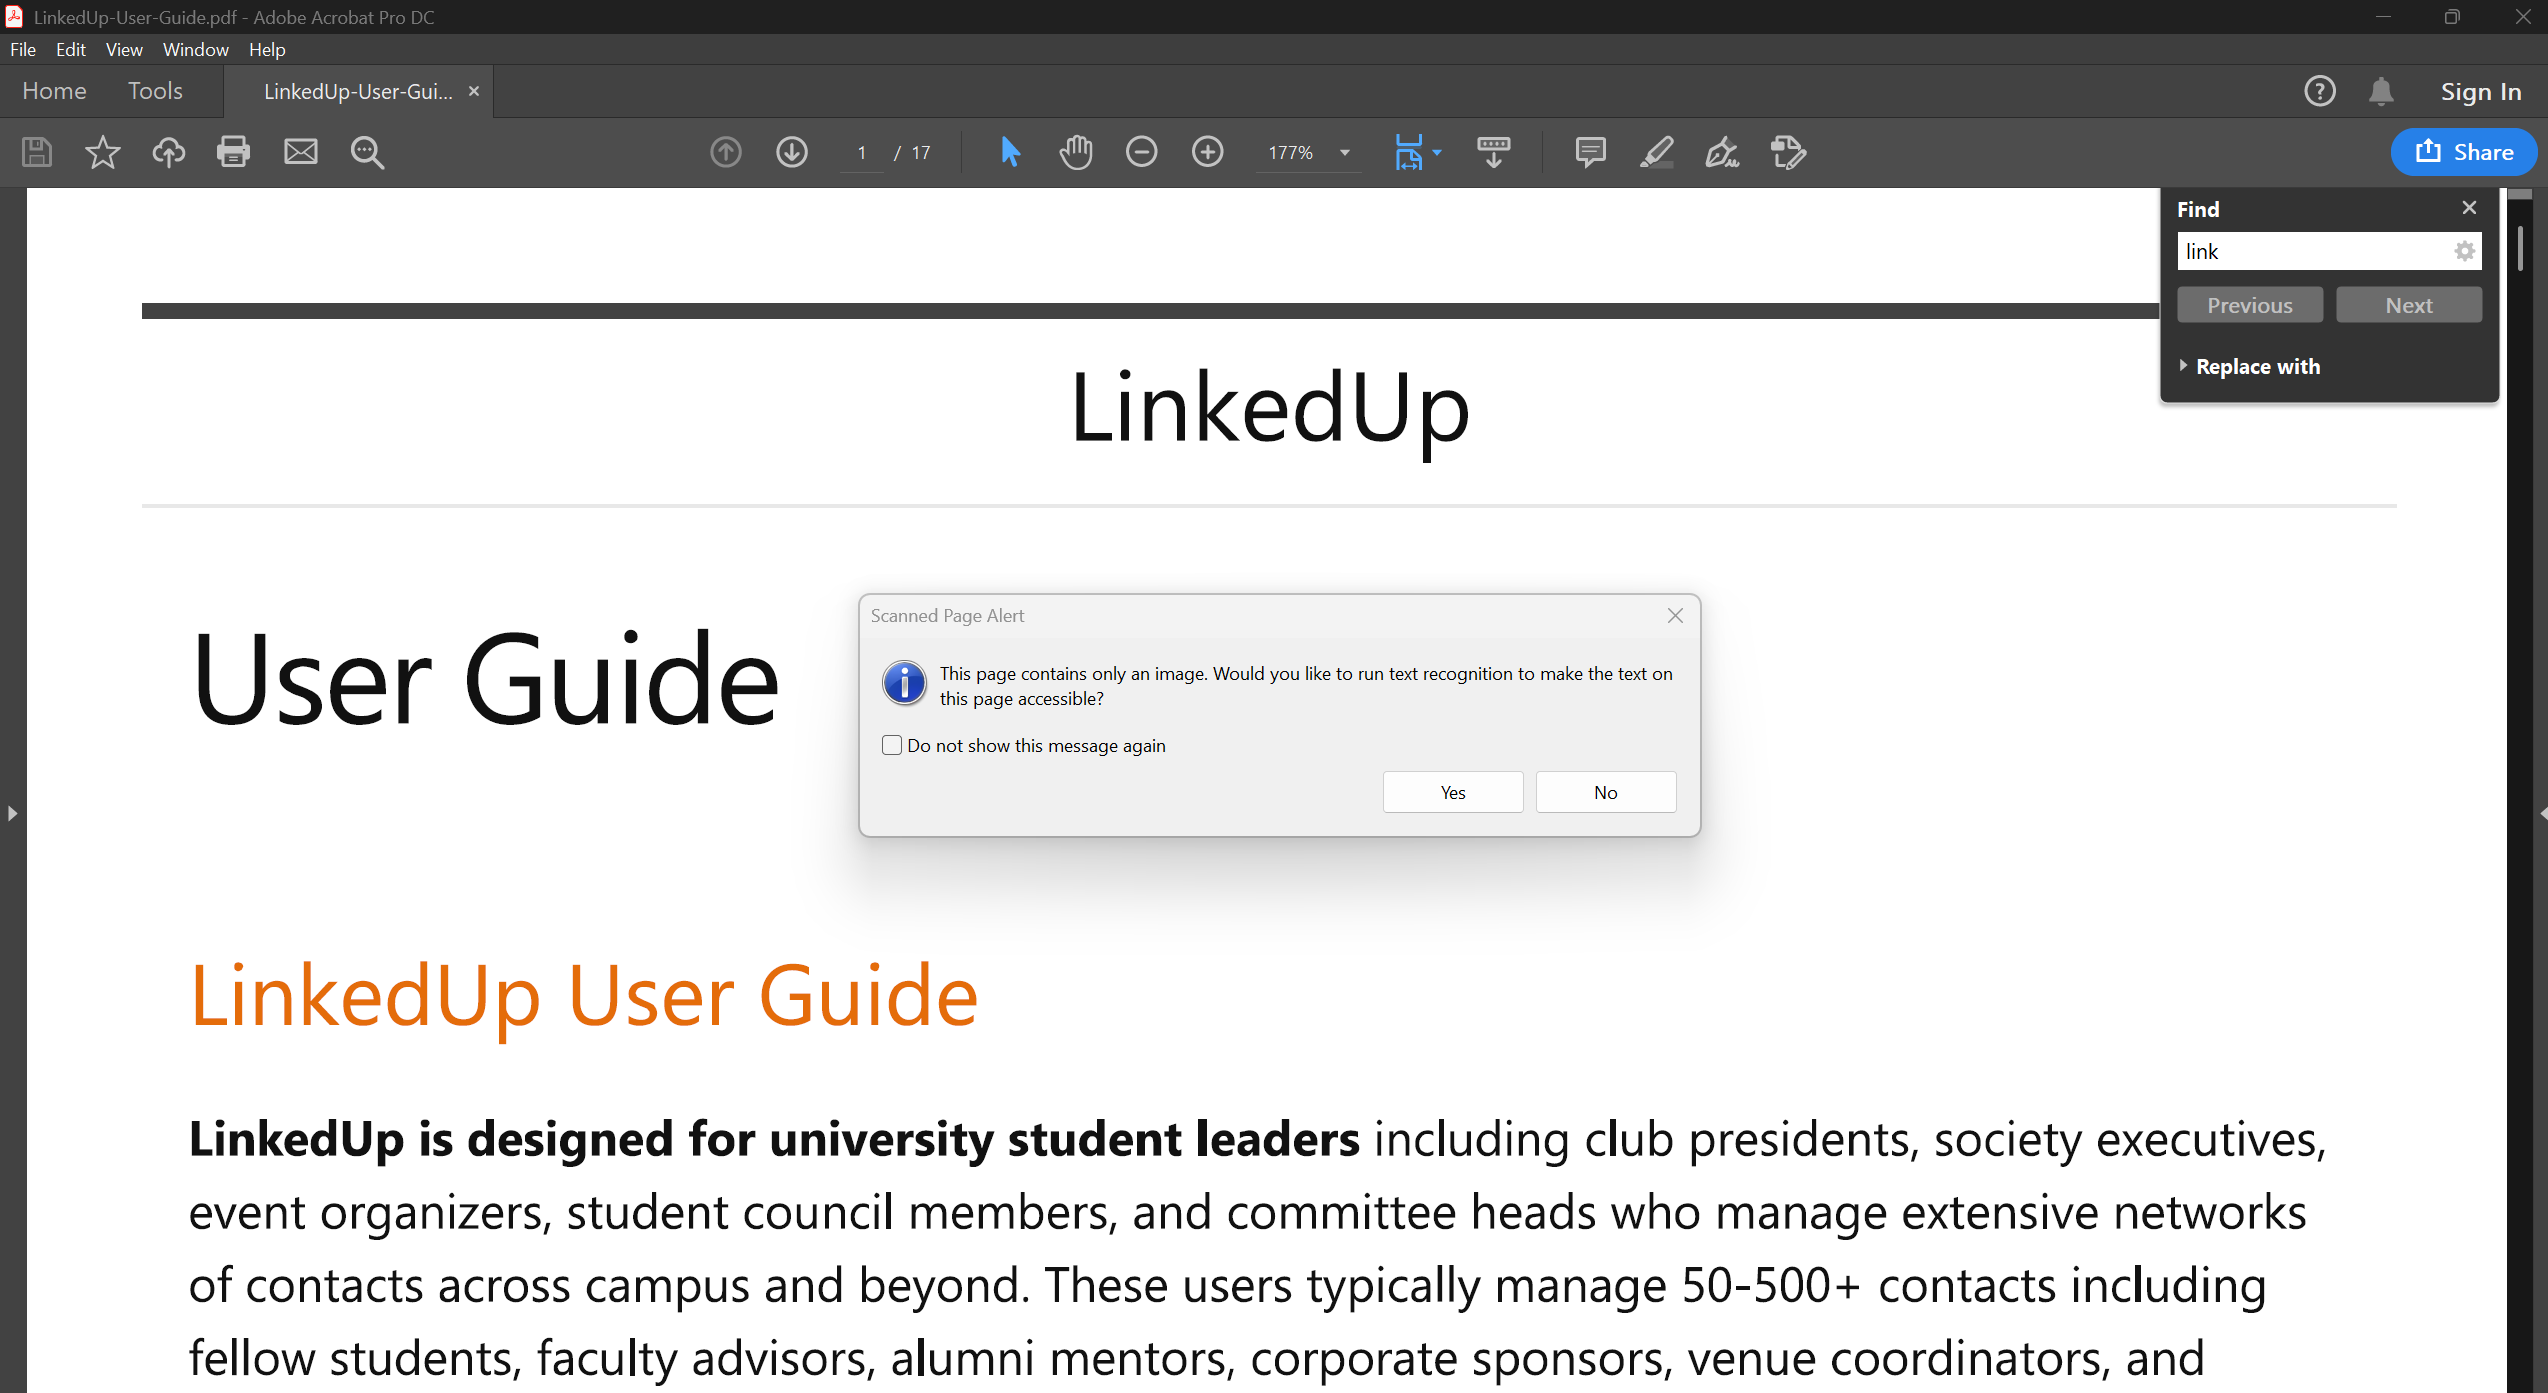 LinkedUp-User-Guide.pdf - Adobe Acrobat Pro DC
File Edit View Window Help
Home Tools LinkedUp-User-Gui... Sign In
1 / 17 177% Share
Find
link
Previous Next
Replace with
LinkedUp
User Guide
Scanned Page Alert
This page contains only an image. Would you like to run text recognition to make the text on
this page accessible?
Do not show this message again
Yes No
LinkedUp User Guide
LinkedUp is designed for university student leaders including club presidents, society executives,
event organizers, student council members, and committee heads who manage extensive networks
of contacts across campus and beyond. These users typically manage 50-500+ contacts including
fellow students, faculty advisors, alumni mentors, corporate sponsors, venue coordinators, and